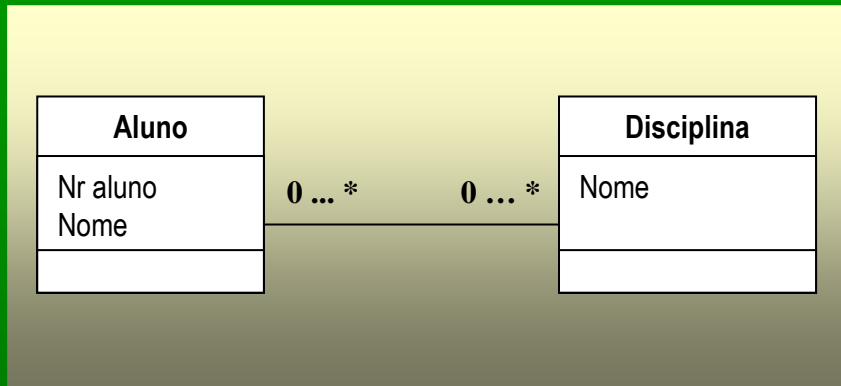 Aluno
Nr aluno
Nome
0 ... *
0 … *
Disciplina
Nome